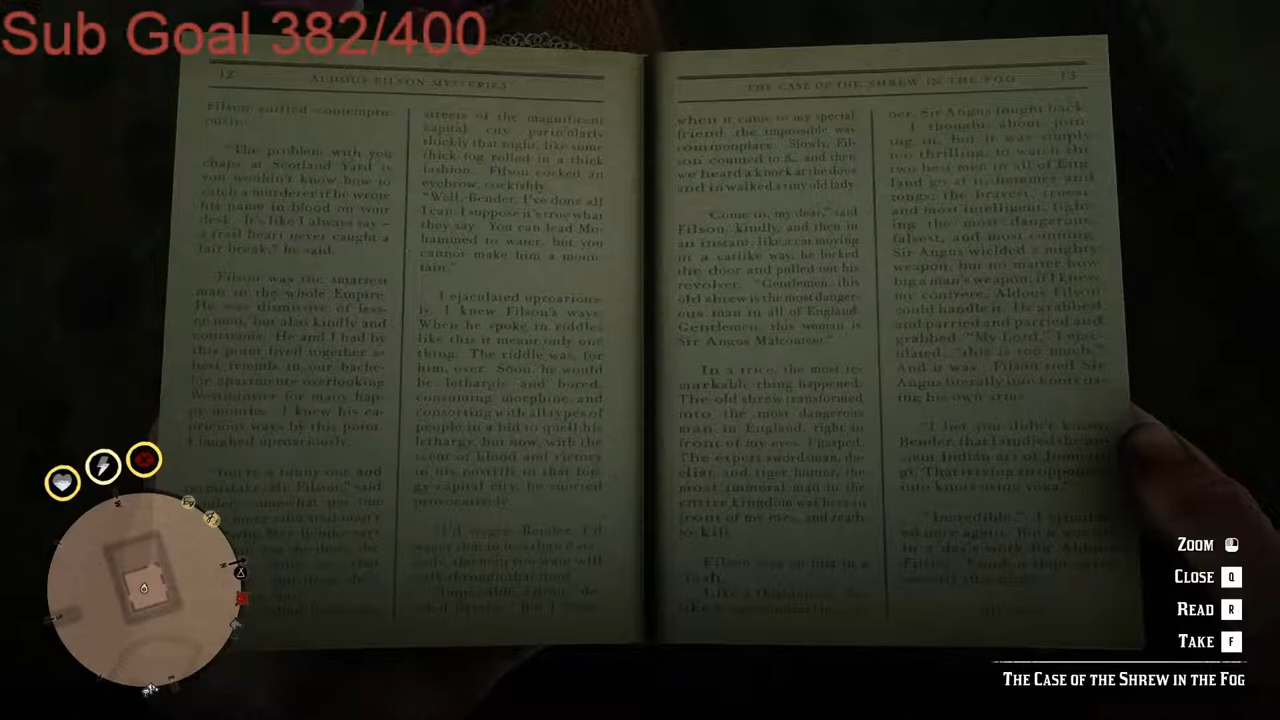 Sub Goal 382/400
12
ALDOUS FILSON MYSTERIES
Filson sniffed contemptu-
ously.
"The problem with you
chaps at Scotland Yard is
you wouldn't know how to
catch a murderer if he wrote
his name in blood on your
desk. It's like I always say –
a frail heart never caught a
fair break," he said.
Filson was the smartest
man in the whole Empire.
He was dismissive of less-
er men, but also kindly and
He and I had by
this point lived together as
best friends in our bache-
lor apartments overlooking
Westminster for many hap-
py months. I knew his ca-
pricious ways by this point.
I laughed uproariously.
"You're a funny one and
no mistake, Mr Filson," said
streets of the magnificent
capital city particularly
thickly that night, like some
thick fog rolled in a thick
fashion. Filson cocked an
eyebrow, cockishly.
"Well, Bender, I've done all
I can. I suppose it's true what
they say. You can lead Mo-
hammed to water, but you
cannot make him a moun-
tain."
I ejaculated uproarious-
ly. I knew Filson's ways.
When he spoke in riddles
like this it meant only one
thing. The riddle was, for
him, over. Soon, he would
be lethargic and bored,
consuming morphine and
consorting with all types of
people in a bid to quell his
lethargy, but now, with the
scent of blood and victory
in his nostrils in that fog-
gy capital city, he snorted
provocatively.
THE CASE OF THE SHREW IN THE FOG
13
when it came to my special
friend, the impossible was
commonplace. Slowly, Fil-
son counted to 8, and then
we heard a knock at the door
and in walked a tiny old lady.
"Come in, my dear," said
Filson, kindly, and then in
an instant, like a cat moving
in a catlike way, he locked
the door and pulled out his
revolver. "Gentlemen, this
old shrew is the most danger-
ous man in all of England.
Gentlemen, this woman is
Sir Angus Malcontent."
In a trice, the most re-
markable thing happened.
The old shrew transformed
into the most dangerous
man in England, right in
front of my eyes. I gasped.
The expert swordsman, du-
elist, and tiger hunter, the
most immoral man in the
entire kingdom was here in
front of my eyes, and ready
to kill.
Filson was on him in a
flash.
ner. Sir Angus fought back.
I thought about join-
ing in, but it was simply
too thrilling, to watch the
two best men in all of Eng-
land go at it, hammer and
tongs; the bravest, truest
and most intelligent, fight-
ing the most dangerous,
falsest, and most cunning.
Sir Angus wielded a mighty
weapon, but no matter how
big a man's weapon, if I knew
my confrere, Aldous Filson
could handle it. He grabbed
and parried and parried and
grabbed. "My Lord," I ejac-
ulated, "this is too much."
And it was. Filson tied Sir
Angus literally into knots us-
ing his own arms.
"I bet you didn't know,
Bender, that I studied the an-
cient Indian art of
That is tying an opponent
into knots using yoga."
"Incredible,"
ZOOM
CLOSE Q
READ R
TAKE F
THE CASE OF THE SHREW IN THE FOG